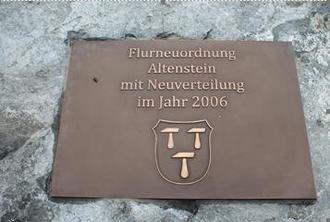 Flurneuordnung
Altenstein
mit Neuverteilung
im Jahr 2006